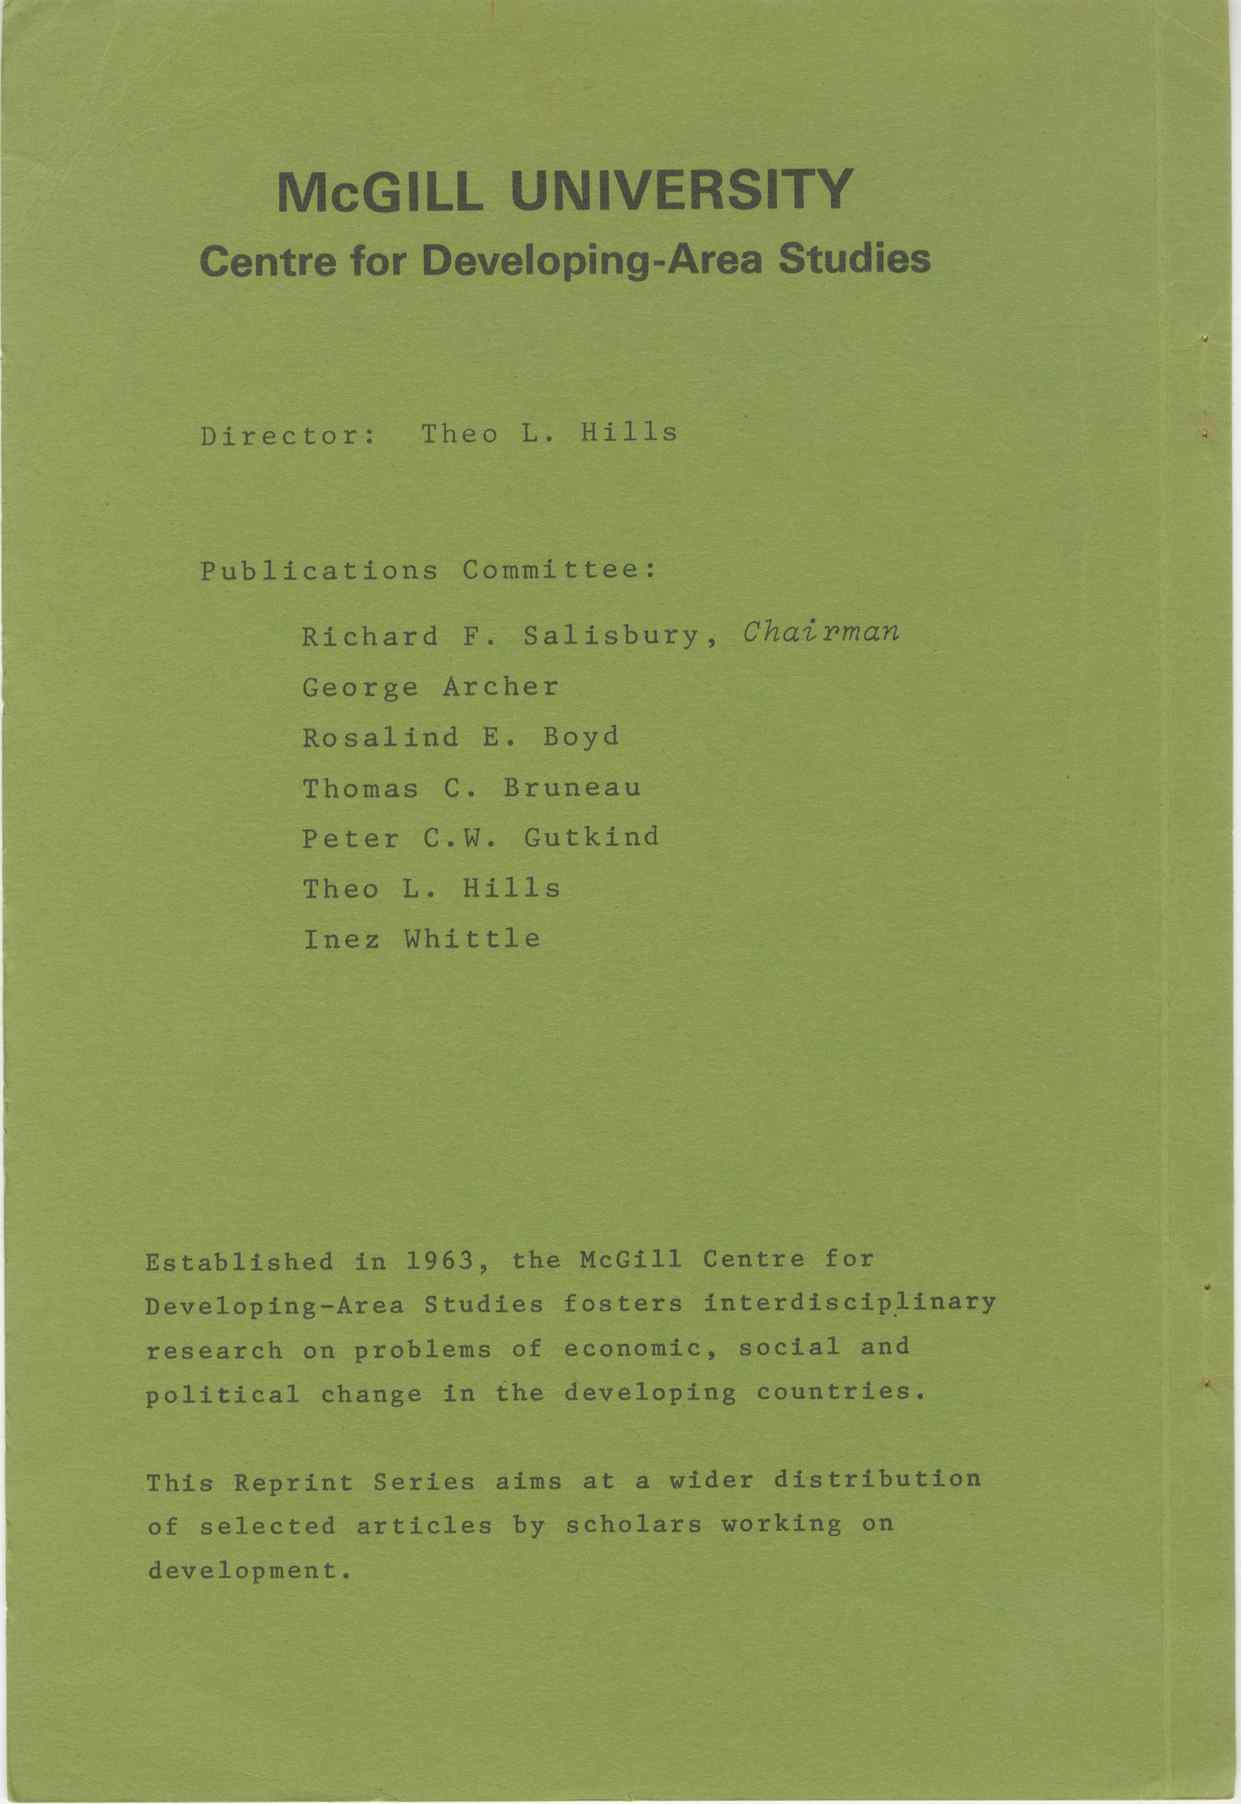 McGILL UNIVERSITY
Centre for Developing-Area Studies
Director: Theo L. Hills
Publications Committee:
Richard F. Salisbury, Chairman
George Archer
Rosalind E. Boyd
Thomas C. Bruneau
Peter C.W. Gutkind
Theo L. Hills
Inez Whittle
Established in 1963, the McGill Centre for
Developing-Area Studies fosters interdisciplinary
research on problems of economic, social and
political change in the developing countries.
This Reprint Series aims at a wider distribution
of selected articles by scholars working on
development.